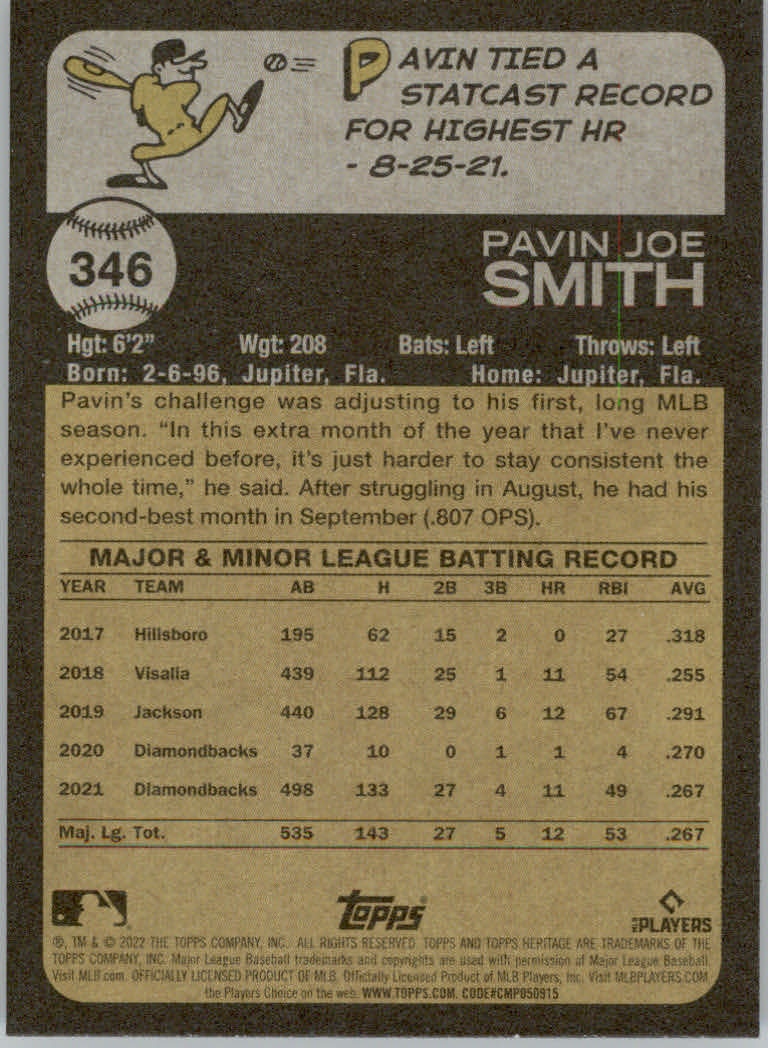 PAVIN TIED A
STATCAST RECORD
FOR HIGHEST HR
- 8-25-21.
346
PAVIN JOE
SMITH
Hgt: 6'2" Wgt: 208 Bats: Left Throws: Left
Born: 2-6-96, Jupiter, Fla. Home: Jupiter, Fla.
Pavin's challenge was adjusting to his first, long MLB
season. "In this extra month of the year that I've never
experienced before, it's just harder to stay consistent the
whole time," he said. After struggling in August, he had his
second-best month in September (.807 OPS).
MAJOR & MINOR LEAGUE BATTING RECORD
YEAR TEAM AB H 2B 3B HR RBI AVG
2017 Hillsboro 195 62 15 2 0 27 .318
2018 Visalia 439 112 25 1 11 54 .255
2019 Jackson 440 128 29 6 12 67 .291
2020 Diamondbacks 37 10 0 1 1 4 .270
2021 Diamondbacks 498 133 27 4 11 49 .267
Maj. Lg. Tot. 535 143 27 5 12 53 .267
topps
MLB PLAYERS
®, TM & © 2022 THE TOPPS COMPANY, INC. ALL RIGHTS RESERVED. TOPPS AND TOPPS HERITAGE ARE TRADEMARKS OF THE
TOPPS COMPANY, INC. Major League Baseball trademarks and copyrights are used with permission of Major League Baseball.
Visit MLB.com. OFFICIALLY LICENSED PRODUCT OF MLB. Officially Licensed Product of MLB Players, Inc. Visit MLBPLAYERS.COM,
the Players Choice on the web. WWW.TOPPS.COM. CODE#CMP050915